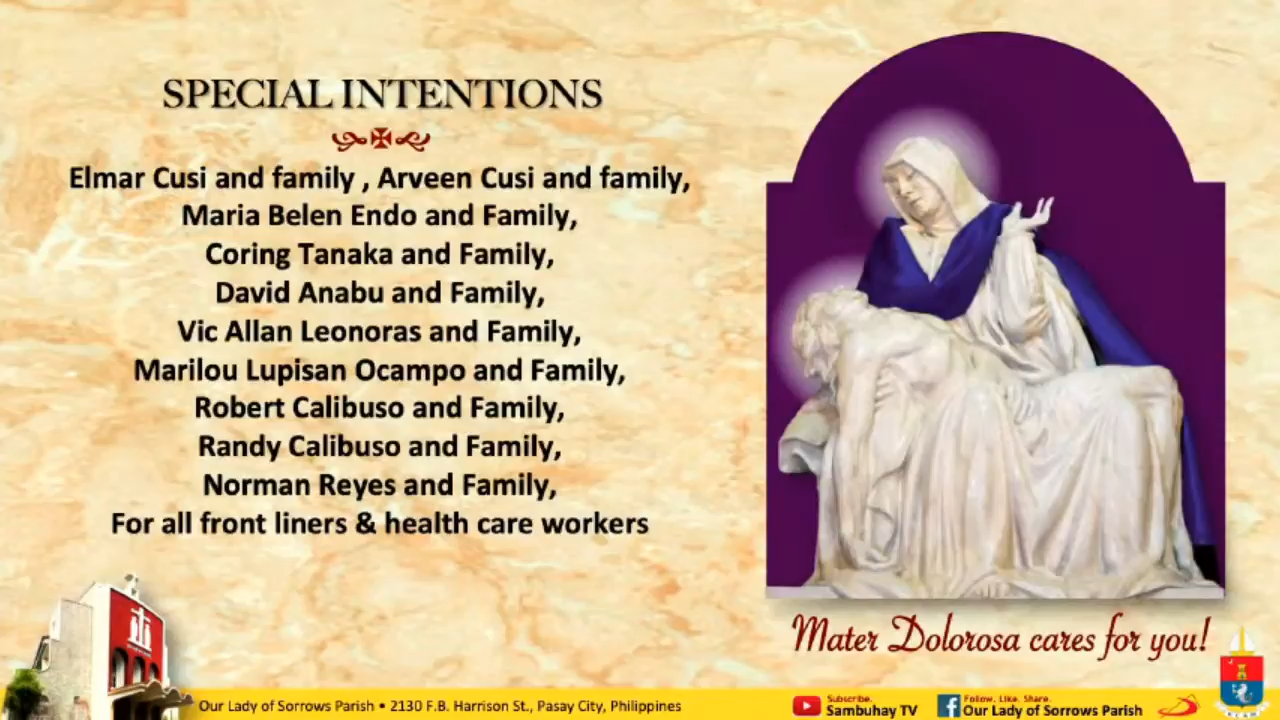 SPECIAL INTENTIONS
Elmar Cusi and family , Arveen Cusi and family,
Maria Belen Endo and Family,
Coring Tanaka and Family,
David Anabu and Family,
Vic Allan Leonoras and Family,
Marilou Lupisan Ocampo and Family,
Robert Calibuso and Family,
Randy Calibuso and Family,
Norman Reyes and Family,
For all front liners & health care workers
Mater Dolorosa cares for you!
Our Lady of Sorrows Parish • 2130 F.B. Harrison St., Pasay City, Philippines
Subscribe.
Sambuhay TV
Follow. Like. Share.
Our Lady of Sorrows Parish